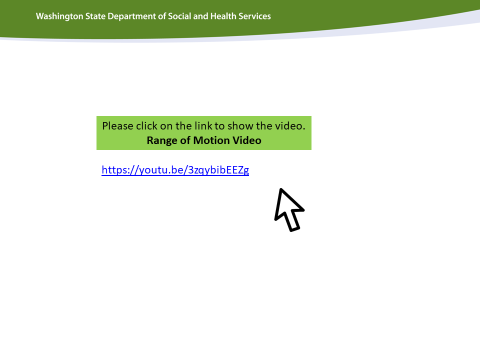 Washington State Department of Social and Health Services
Please click on the link to show the video.
Range of Motion Video
https://youtu.be/3zqybibEEZg